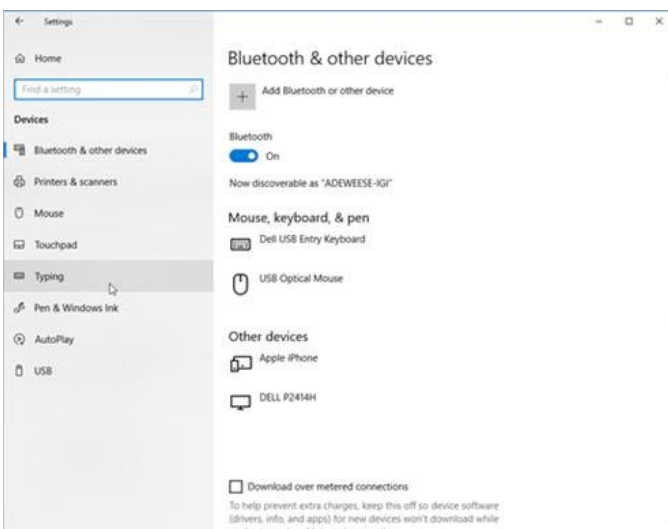 Settings
Home
Find a setting
Devices
Bluetooth & other devices
Printers & scanners
Mouse
Touchpad
Typing
Pen & Windows Ink
AutoPlay
USB
Bluetooth & other devices
Add Bluetooth or other device
Bluetooth
On
Now discoverable as "ADEWEESE-IGI"
Mouse, keyboard, & pen
Dell USB Entry Keyboard
USB Optical Mouse
Other devices
Apple iPhone
DELL P2414H
Download over metered connections
To help prevent extra charges, keep this off so device software
(drivers, info, and apps) for new devices won't download while